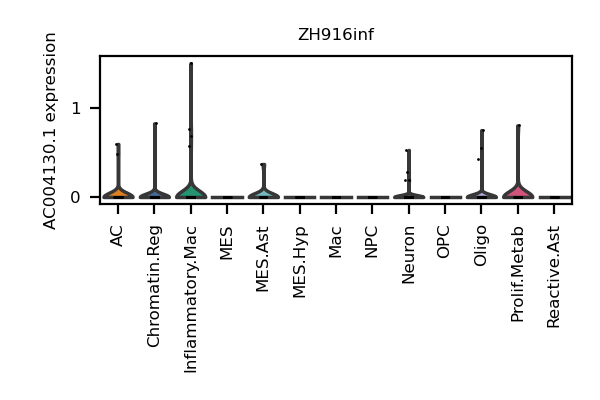 ZH916inf
AC004130.1 expression
1
0
AC
Chromatin.Reg
Inflammatory.Mac
MES
MES.Ast
MES.Hyp
Mac
NPC
Neuron
OPC
Oligo
Prolif.Metab
Reactive.Ast